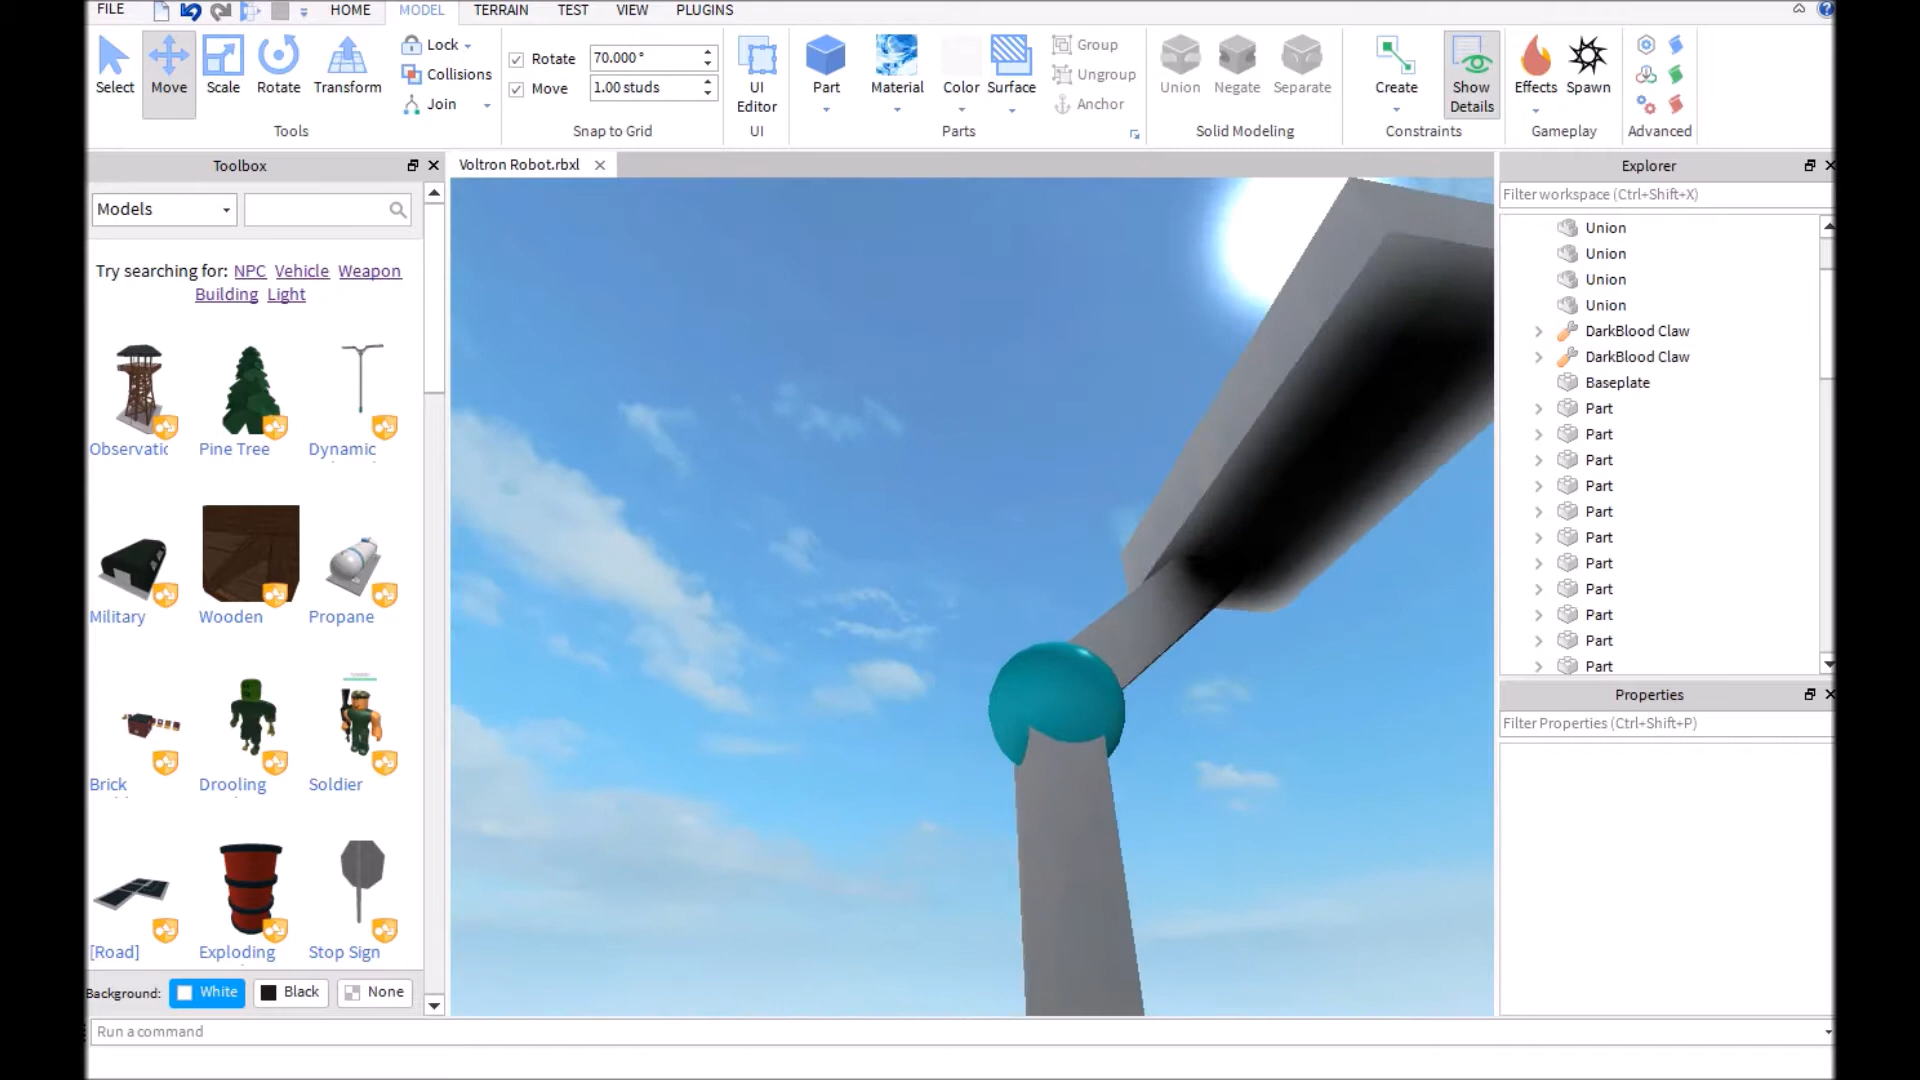 FILE HOME MODEL TERRAIN TEST VIEW PLUGINS
Select Move Scale Rotate Transform
Lock
Collisions
Join
Tools
Rotate 70.000 °
Move 1.00 studs
Snap to Grid
UI
Editor
UI
Part Material Color Surface
Group
Ungroup
Anchor
Parts
Union Negate Separate
Solid Modeling
Create Show
Details
Constraints
Effects Spawn
Gameplay
Advanced
Toolbox
Models
Try searching for: NPC Vehicle Weapon
Building Light
Observatic Pine Tree Dynamic
Military Wooden Propane
Brick Drooling Soldier
[Road] Exploding Stop Sign
Background: White Black None
Voltron Robot.rbxl
Explorer
Filter workspace (Ctrl+Shift+X)
Union
Union
Union
Union
DarkBlood Claw
DarkBlood Claw
Baseplate
Part
Part
Part
Part
Part
Part
Part
Part
Part
Part
Part
Properties
Filter Properties (Ctrl+Shift+P)
Run a command